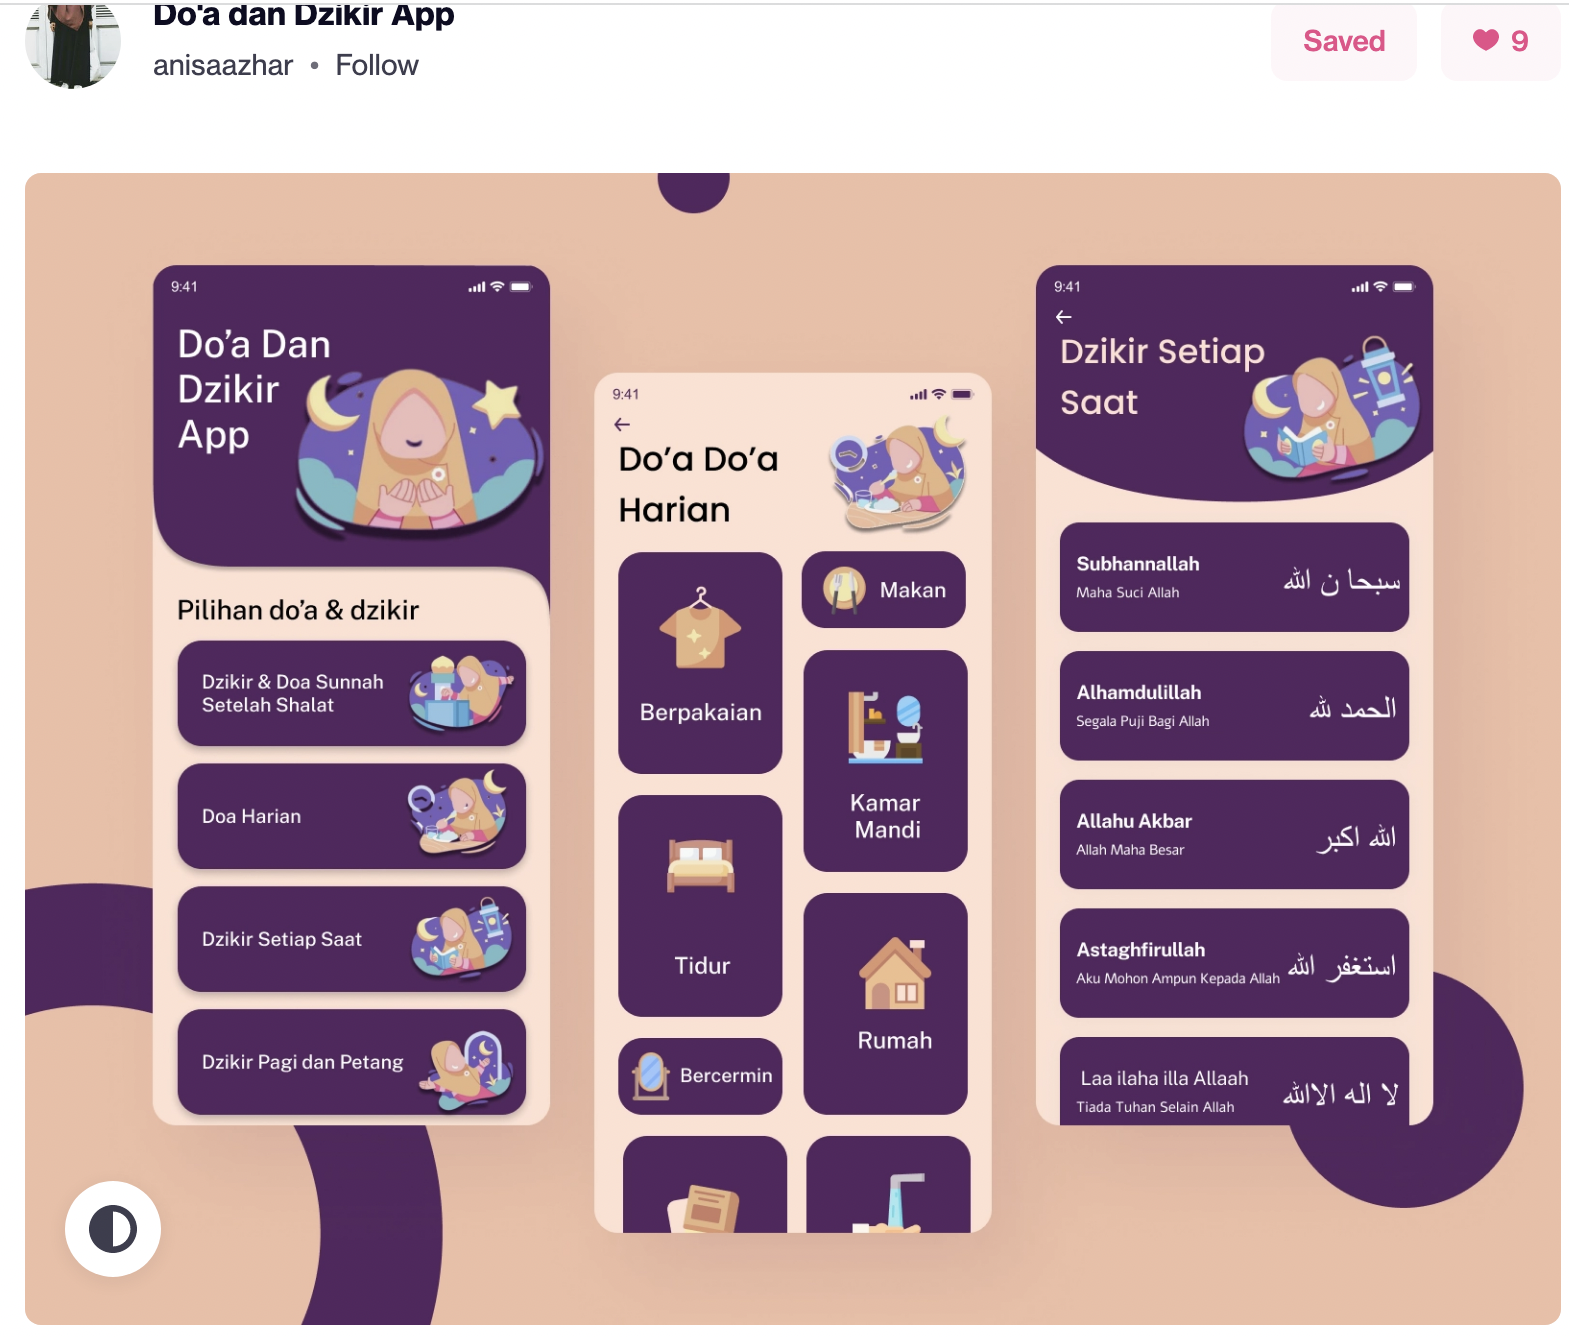 Do'a dan Dzikir App
anisaazhar • Follow
Saved
9
9:41
Do’a Dan
Dzikir
App
Pilihan do’a & dzikir
Dzikir & Doa Sunnah
Setelah Shalat
Doa Harian
Dzikir Setiap Saat
Dzikir Pagi dan Petang
9:41
Do’a Do’a
Harian
Berpakaian
Makan
Kamar
Mandi
Tidur
Rumah
Bercermin
9:41
Dzikir Setiap
Saat
Subhannallah
Maha Suci Allah
سبحا ن الله
Alhamdulillah
Segala Puji Bagi Allah
الحمد لله
Allahu Akbar
Allah Maha Besar
الله اكبر
Astaghfirullah
Aku Mohon Ampun Kepada Allah
استغفر الله
Laa ilaha illa Allaah
Tiada Tuhan Selain Allah
لا اله الاالله